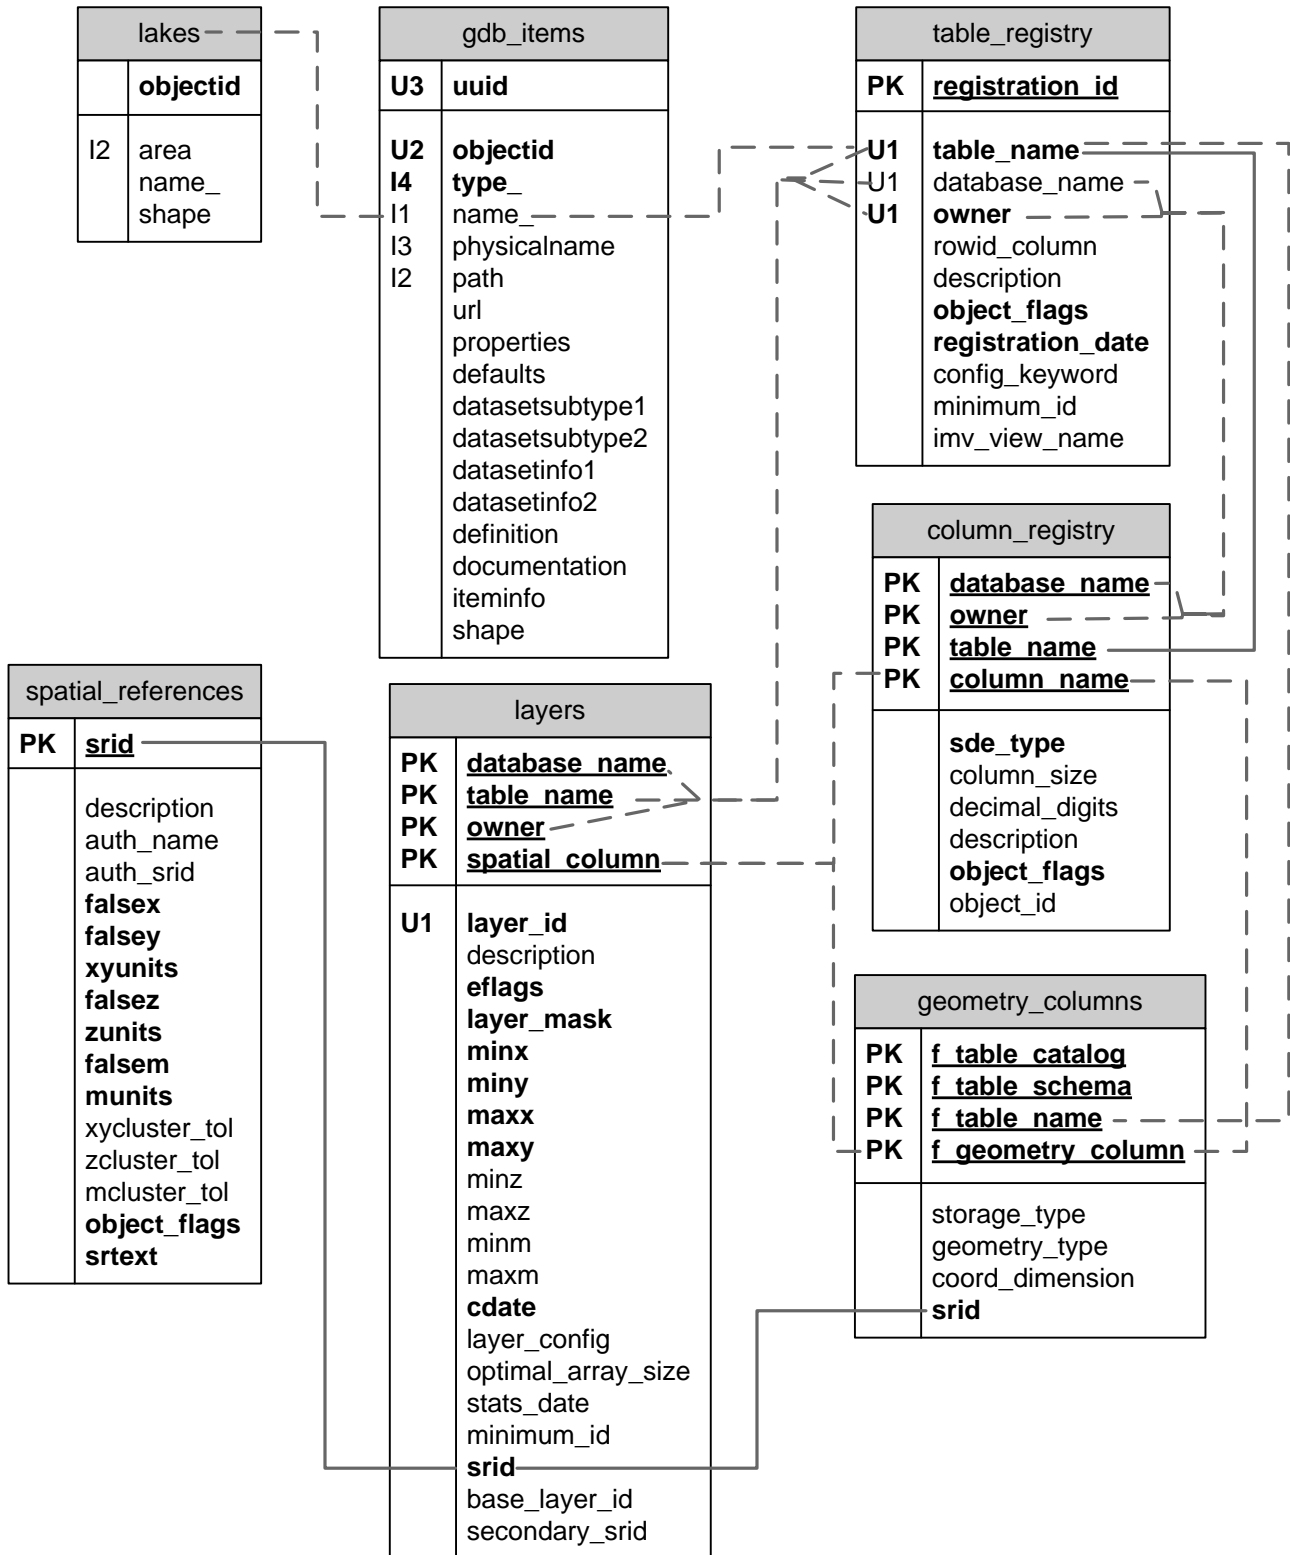 lakes
objectid
I2 area
name_
shape
gdb_items
U3 uuid
U2 objectid
I4 type_
I1 name_
I3 physicalname
I2 path
url
properties
defaults
datasetsubtype1
datasetsubtype2
datasetinfo1
datasetinfo2
definition
documentation
iteminfo
shape
table_registry
PK registration_id
U1 table_name
U1 database_name
U1 owner
rowid_column
description
object_flags
registration_date
config_keyword
minimum_id
imv_view_name
column_registry
PK database_name
PK owner
PK table_name
PK column_name
sde_type
column_size
decimal_digits
description
object_flags
object_id
spatial_references
PK srid
description
auth_name
auth_srid
falsex
falsey
xyunits
falsez
zunits
falsem
munits
xycluster_tol
zcluster_tol
mcluster_tol
object_flags
srtext
layers
PK database_name
PK table_name
PK owner
PK spatial_column
U1 layer_id
description
eflags
layer_mask
minx
miny
maxx
maxy
minz
maxz
minm
maxm
cdate
layer_config
optimal_array_size
stats_date
minimum_id
srid
base_layer_id
secondary_srid
geometry_columns
PK f_table_catalog
PK f_table_schema
PK f_table_name
PK f_geometry_column
storage_type
geometry_type
coord_dimension
srid